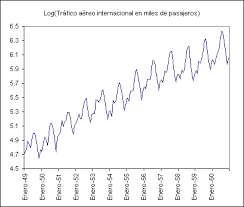 Log(Tráfico aéreo internacional en miles de pasajeros)
6.5
6.3
6.1
5.9
5.7
5.5
5.3
5.1
4.9
4.7
4.5
Enero-49
Enero-50
Enero-51
Enero-52
Enero-53
Enero-54
Enero-55
Enero-56
Enero-57
Enero-58
Enero-59
Enero-60